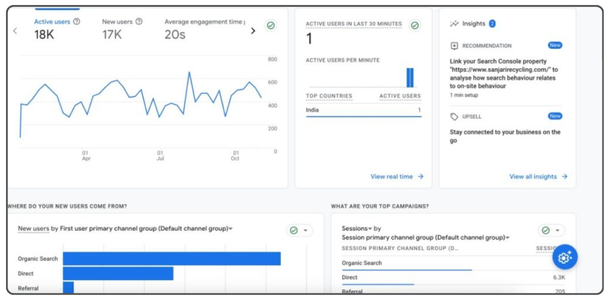 Active users
New users
Average engagement time
18K
17K
20s
800
600
400
200
0
01
Apr
01
Jul
01
Oct
ACTIVE USERS IN LAST 30 MINUTES
1
ACTIVE USERS PER MINUTE
TOP COUNTRIES
ACTIVE USERS
India
1
View real time →
Insights 2
RECOMMENDATION
New
Link your Search Console property
"https://www.sanjarirecycling.com/" to
analyse how search behaviour relates
to on-site behaviour
1 min setup
UPSELL
New
Stay connected to your business on the
go
View all insights →
WHERE DO YOUR NEW USERS COME FROM?
New users by First user primary channel group (Default channel group)
Organic Search
Direct
Referral
WHAT ARE YOUR TOP CAMPAIGNS?
Sessions by
Session primary channel group (Default channel group)
SESSION PRIMARY CHANNEL GROUP (D...
Organic Search
Direct
6.3K
Referral
205